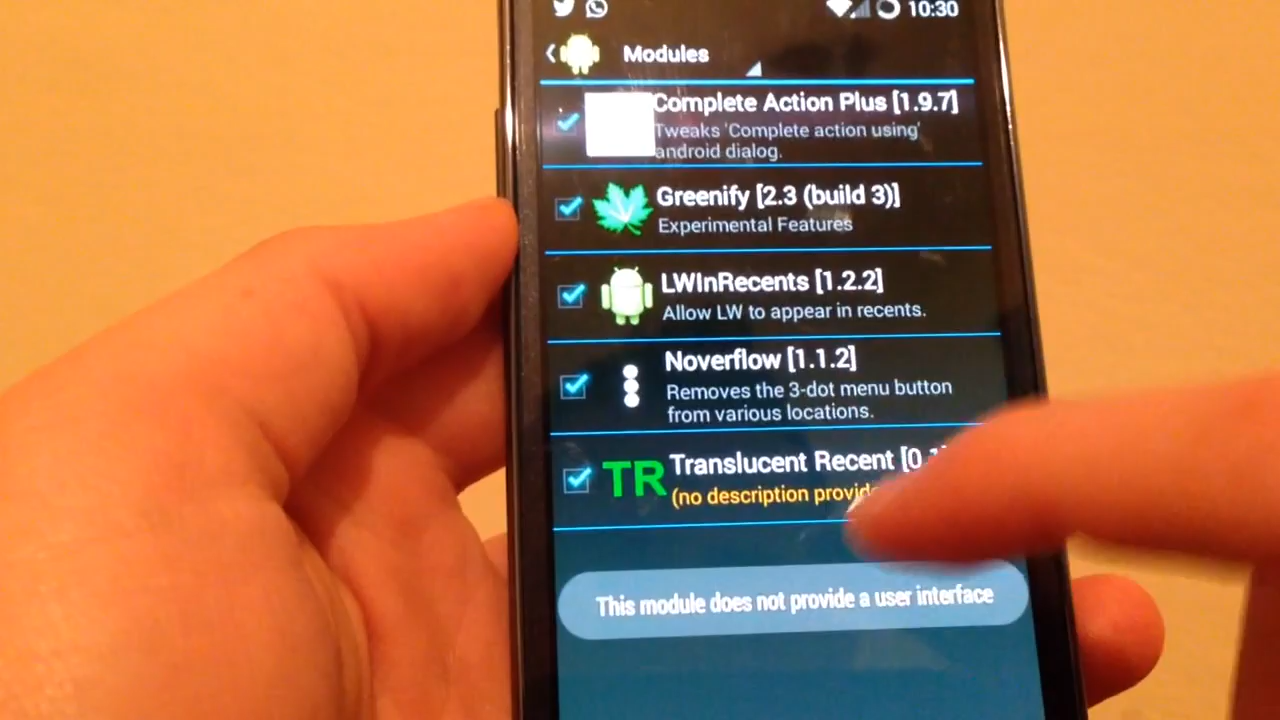 10:30
Modules
Complete Action Plus [1.9.7]
Tweaks 'Complete action using'
android dialog.
Greenify [2.3 (build 3)]
Experimental Features
LWInRecents [1.2.2]
Allow LW to appear in recents.
Noverflow [1.1.2]
Removes the 3-dot menu button
from various locations.
TR
Translucent Recent
(no description
This module does not provide a user interface